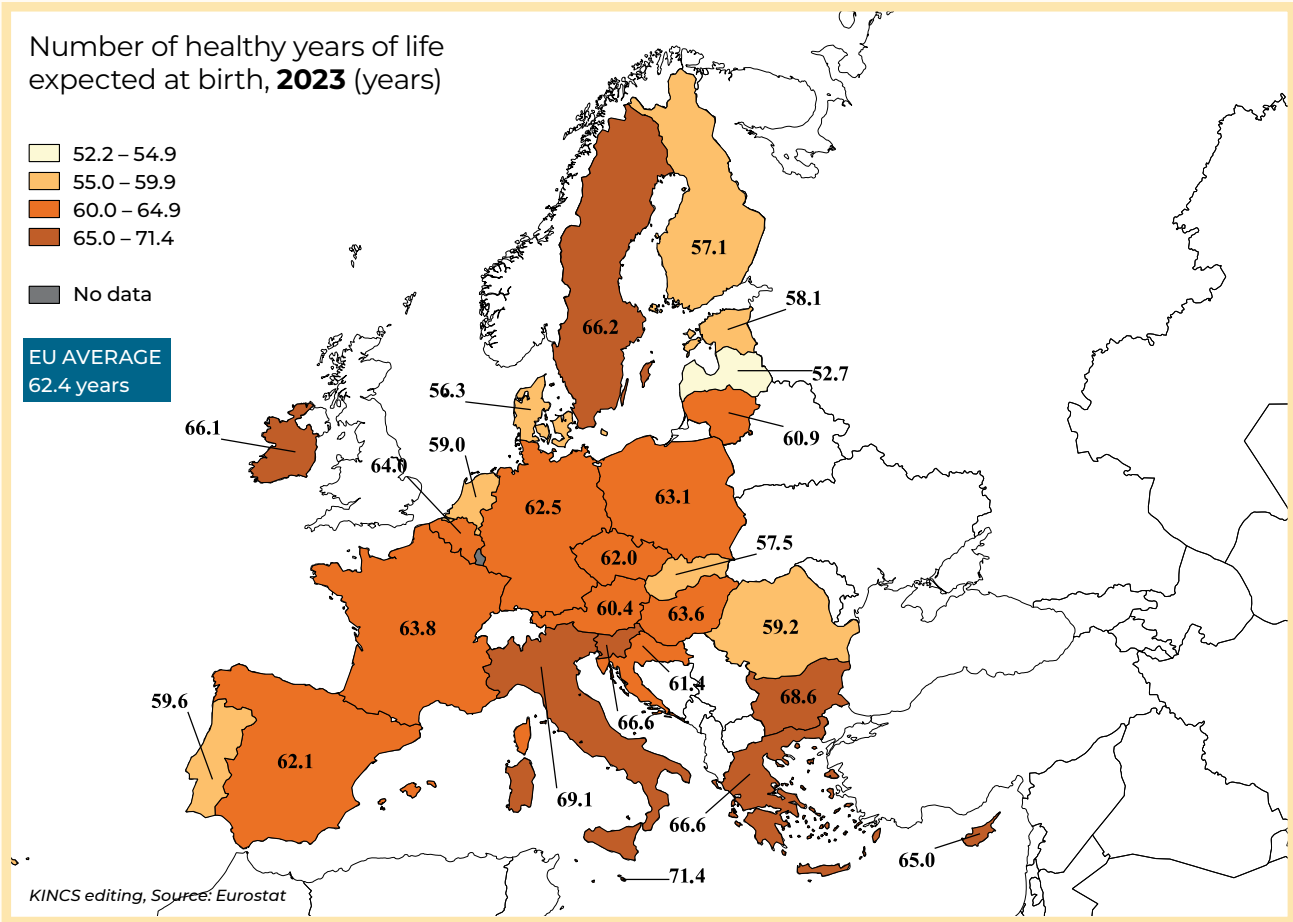 Number of healthy years of life
expected at birth, 2023 (years)
52.2 – 54.9
55.0 – 59.9
60.0 – 64.9
65.0 – 71.4
No data
EU AVERAGE
62.4 years
57.1
58.1
66.2
52.7
56.3
60.9
66.1
59.0
64.0
62.5
63.1
57.5
62.0
60.4
63.6
63.8
59.2
61.4
68.6
66.6
59.6
62.1
69.1
66.6
65.0
71.4
KINCS editing, Source: Eurostat